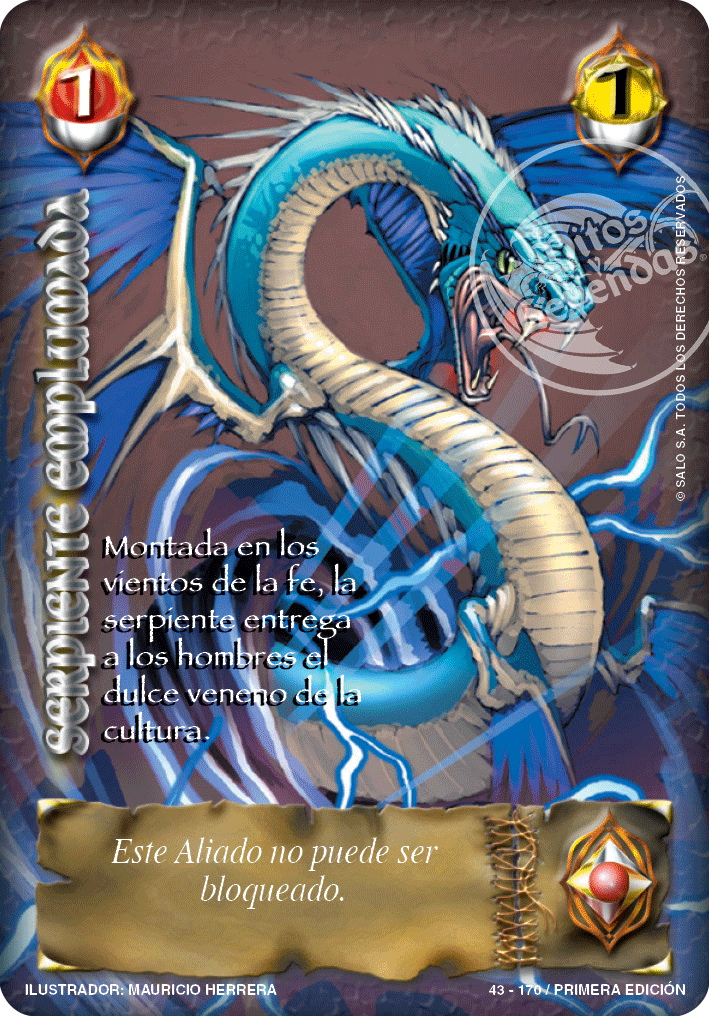 1
1
Serpiente Emplumada
Mitos
y
Leyendas
®
© SALO S.A. TODOS LOS DERECHOS RESERVADOS
Montada en los
vientos de la fe, la
serpiente entrega
a los hombres el
dulce veneno de la
cultura.
Este Aliado no puede ser
bloqueado.
ILUSTRADOR: MAURICIO HERRERA
43 - 170 / PRIMERA EDICIÓN